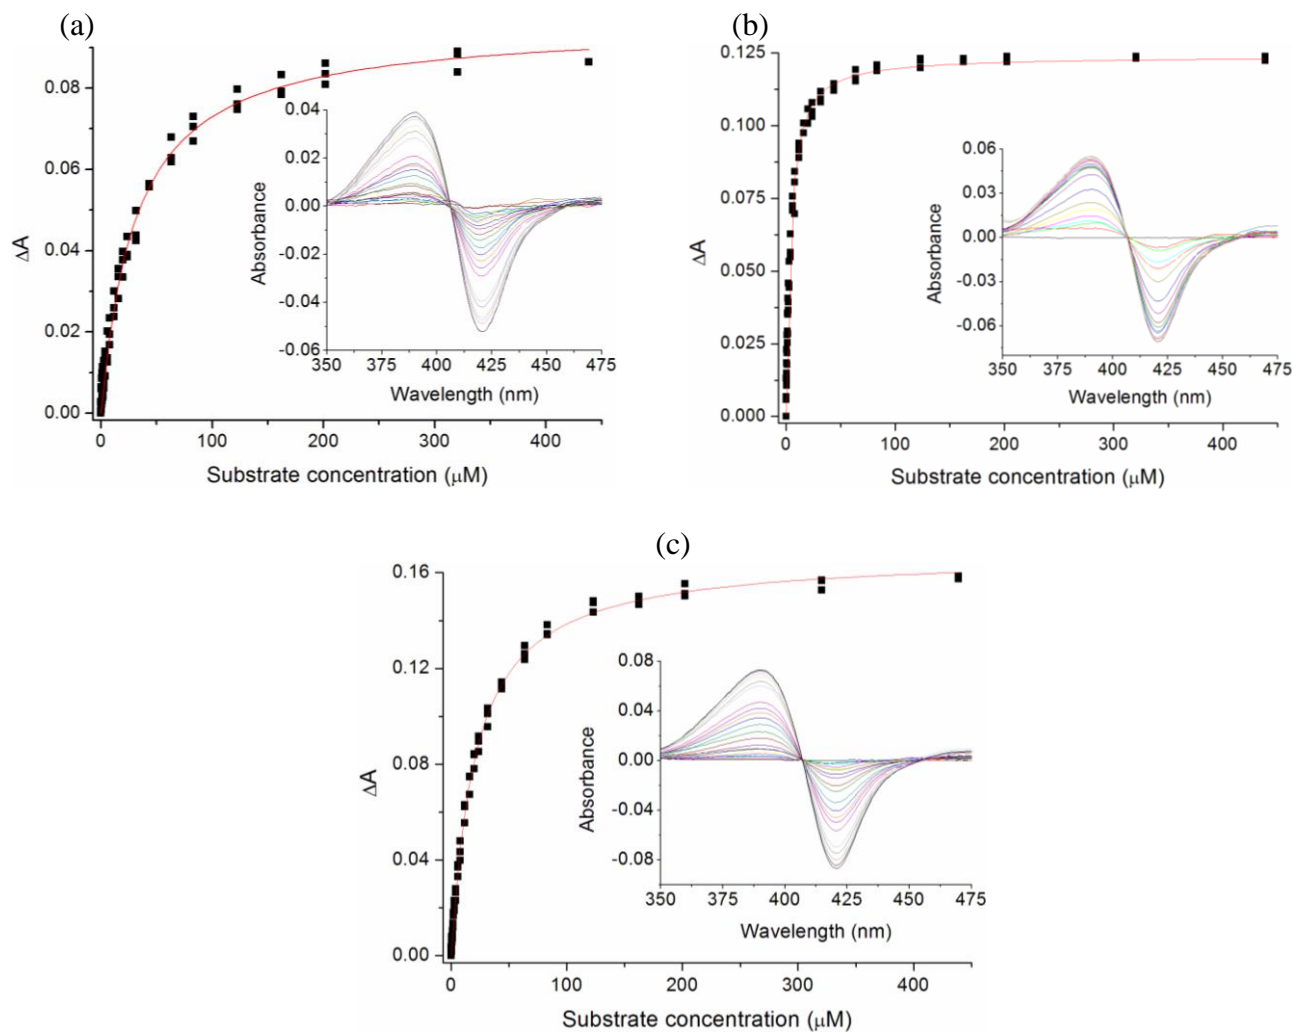 (a)
0.08
0.06
0.04
0.02
0.00
ΔA
0 100 200 300 400
Substrate concentration (μM)
0.04
0.02
0.00
-0.02
-0.04
-0.06
Absorbance
350 375 400 425 450 475
Wavelength (nm)
(b)
0.125
0.100
0.075
0.050
0.025
0.000
ΔA
0 100 200 300 400
Substrate concentration (μM)
0.06
0.03
0.00
-0.03
-0.06
Absorbance
350 375 400 425 450 475
Wavelength (nm)
(c)
0.16
0.12
0.08
0.04
0.00
ΔA
0 100 200 300 400
Substrate concentration (μM)
0.08
0.04
0.00
-0.04
-0.08
Absorbance
350 375 400 425 450 475
Wavelength (nm)